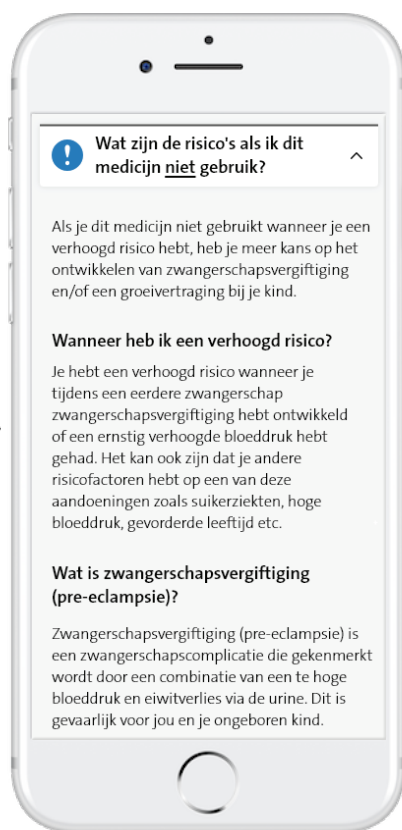 Wat zijn de risico's als ik dit
medicijn niet gebruik?
Als je dit medicijn niet gebruikt wanneer je een
verhoogd risico hebt, heb je meer kans op het
ontwikkelen van zwangerschapsvergiftiging
en/of een groeivertraging bij je kind.
Wanneer heb ik een verhoogd risico?
Je hebt een verhoogd risico wanneer je
tijdens een eerdere zwangerschap
zwangerschapsvergiftiging hebt ontwikkeld
of een ernstig verhoogde bloeddruk hebt
gehad. Het kan ook zijn dat je andere
risicofactoren hebt op een van deze
aandoeningen zoals suikerziekten, hoge
bloeddruk, gevorderde leeftijd etc.
Wat is zwangerschapsvergiftiging
(pre-eclampsie)?
Zwangerschapsvergiftiging (pre-eclampsie) is
een zwangerschapscomplicatie die gekenmerkt
wordt door een combinatie van een te hoge
bloeddruk en eiwitverlies via de urine. Dit is
gevaarlijk voor jou en je ongeboren kind.